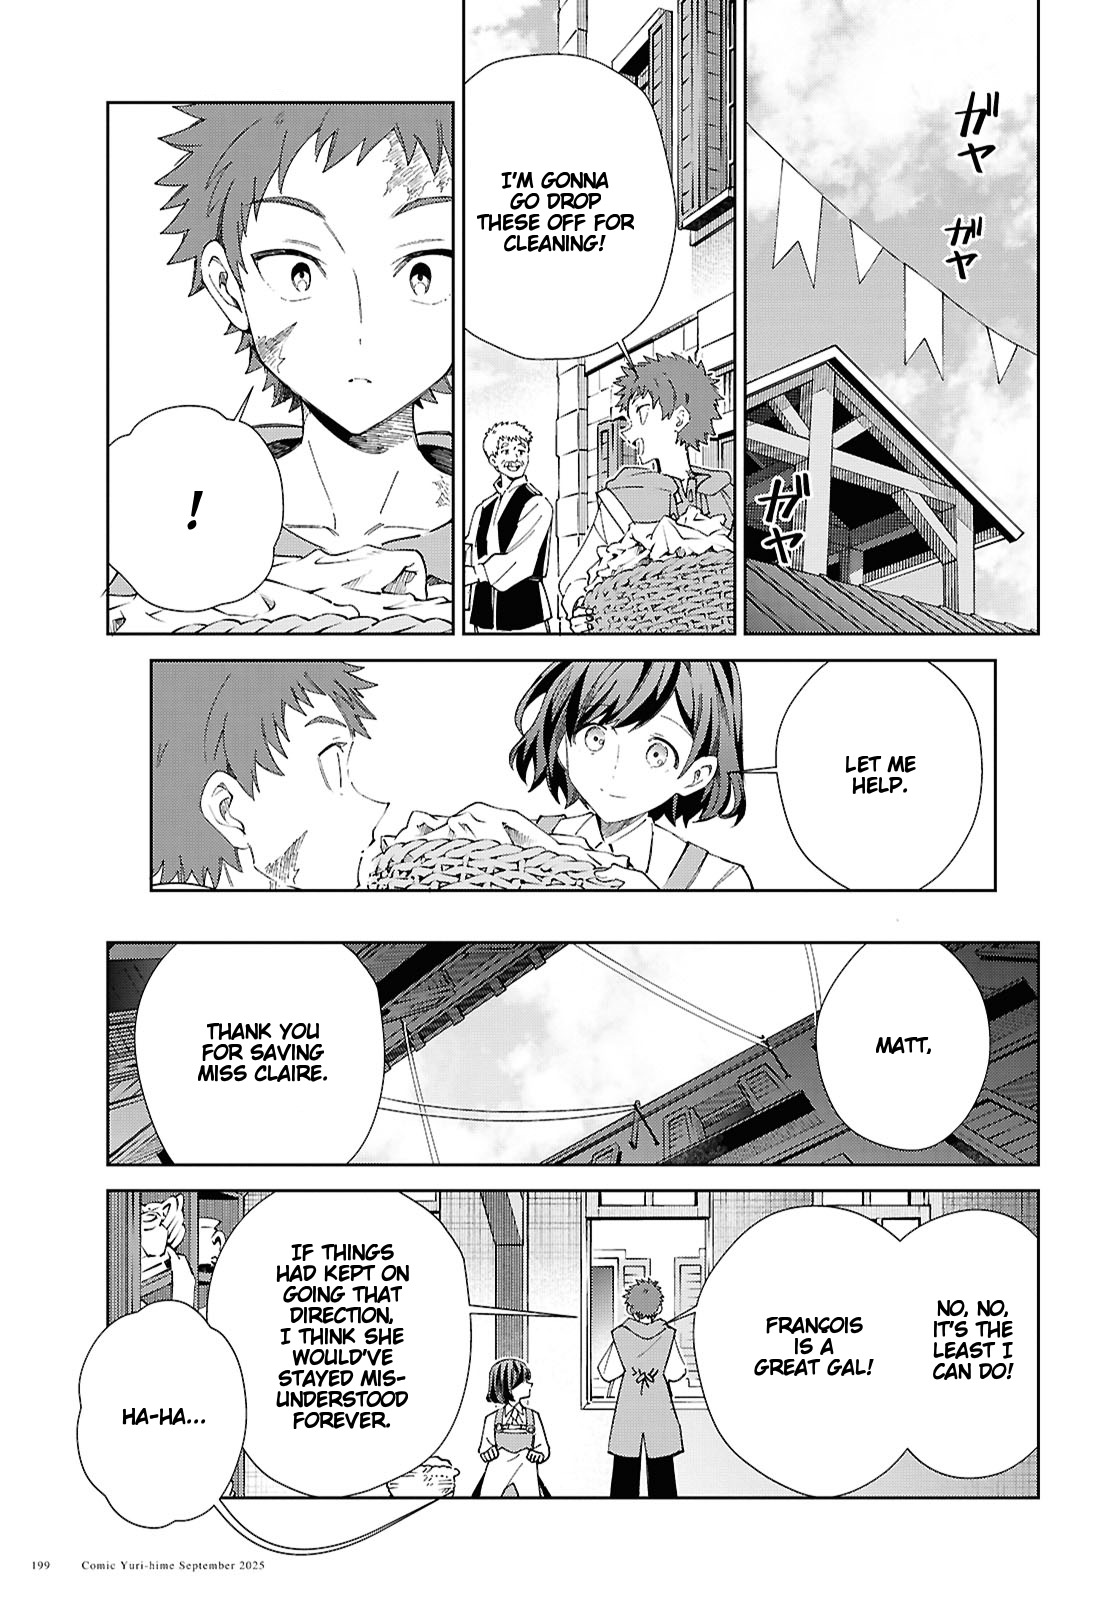 ガヤ
ガヤ
ガヤ
I'M GONNA
GO DROP
THESE OFF FOR
CLEANING!
!
LET ME
HELP.
MATT,
THANK YOU
FOR SAVING
MISS CLAIRE.
NO, NO,
IT'S THE
LEAST I
CAN DO!
FRANÇOIS
IS A
GREAT GAL!
IF THINGS
HAD KEPT ON
GOING THAT
DIRECTION,
I THINK SHE
WOULD'VE
STAYED MIS-
UNDERSTOOD
FOREVER.
HA-HA...
199 Comic Yuri-hime September 2025